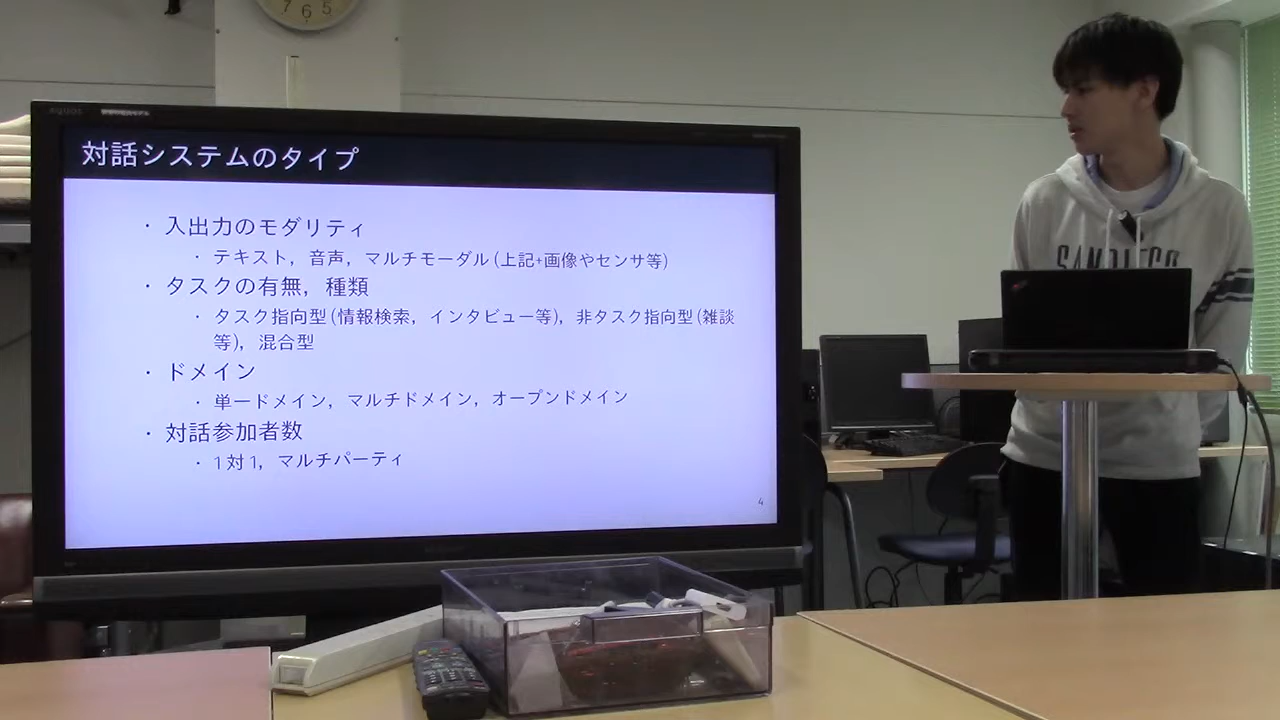 7 6 5
AQUOS
対話システムのタイプ
・ 入出力のモダリティ
・ テキスト，音声，マルチモーダル(上記+画像やセンサ等)
・ タスクの有無，種類
・ タスク指向型(情報検索，インタビュー等)，非タスク指向型(雑談
等)，混合型
・ ドメイン
・ 単一ドメイン，マルチドメイン，オープンドメイン
・ 対話参加者数
・ 1対1，マルチパーティ
4
SAN DIEGO